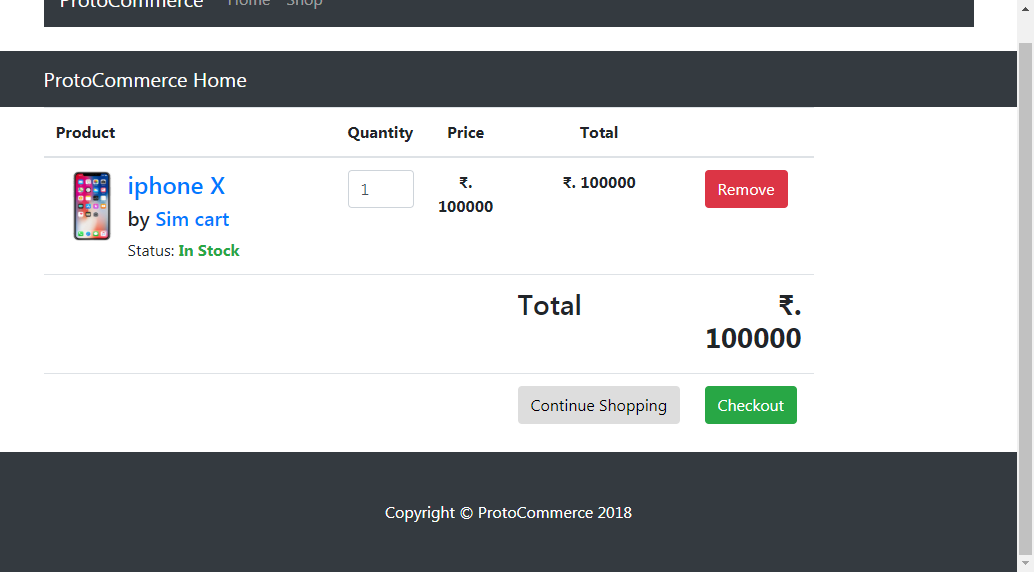 ProtoCommerce Home Shop
ProtoCommerce Home
Product Quantity Price Total
iphone X 1 ₹. ₹. 100000 Remove
100000
by Sim cart
Status: In Stock
Total ₹.
100000
Continue Shopping Checkout
Copyright © ProtoCommerce 2018